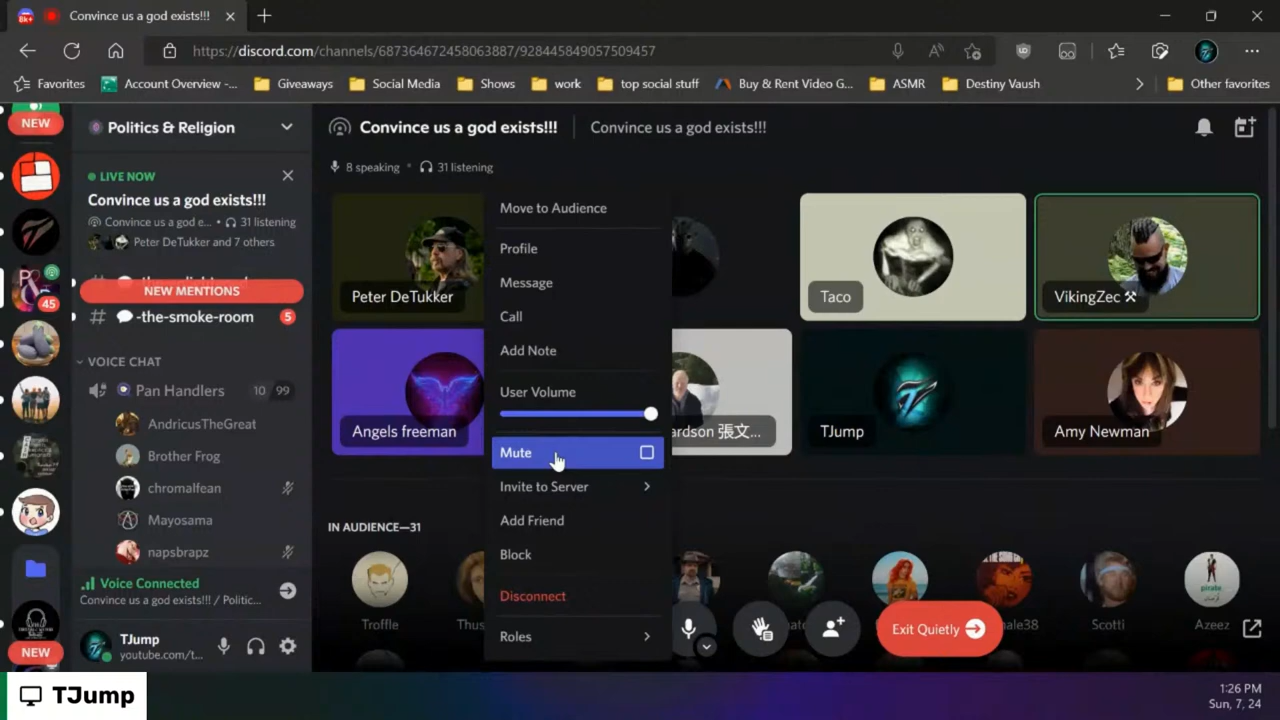 Convince us a god exists!!!
https://discord.com/channels/687364672458063887/928445849057509457
Favorites
Account Overview -...
Giveaways
Social Media
Shows
work
top social stuff
Buy & Rent Video G...
ASMR
Destiny Vaush
Other favorites
NEW
Politics & Religion
Convince us a god exists!!!
Convince us a god exists!!!
8 speaking • 31 listening
LIVE NOW
Convince us a god exists!!!
Convince us a god e... • 31 listening
Peter DeTukker and 7 others
NEW MENTIONS
45
-the-smoke-room
5
VOICE CHAT
Pan Handlers 10 99
AndricusTheGreat
Brother Frog
chromalfean
Mayosama
napsbrapz
Voice Connected
Convince us a god exists!!! / Politic...
TJump
youtube.com/t...
NEW
Move to Audience
Profile
Message
Call
Add Note
User Volume
Mute
Invite to Server
Add Friend
Block
Disconnect
Roles
Peter DeTukker
Taco
VikingZec
Angels freeman
ardson 張文...
TJump
Amy Newman
IN AUDIENCE—31
Troffle
Thus
ale38
Scotti
Azeez
Exit Quietly
TJump
1:26 PM
Sun, 7, 24